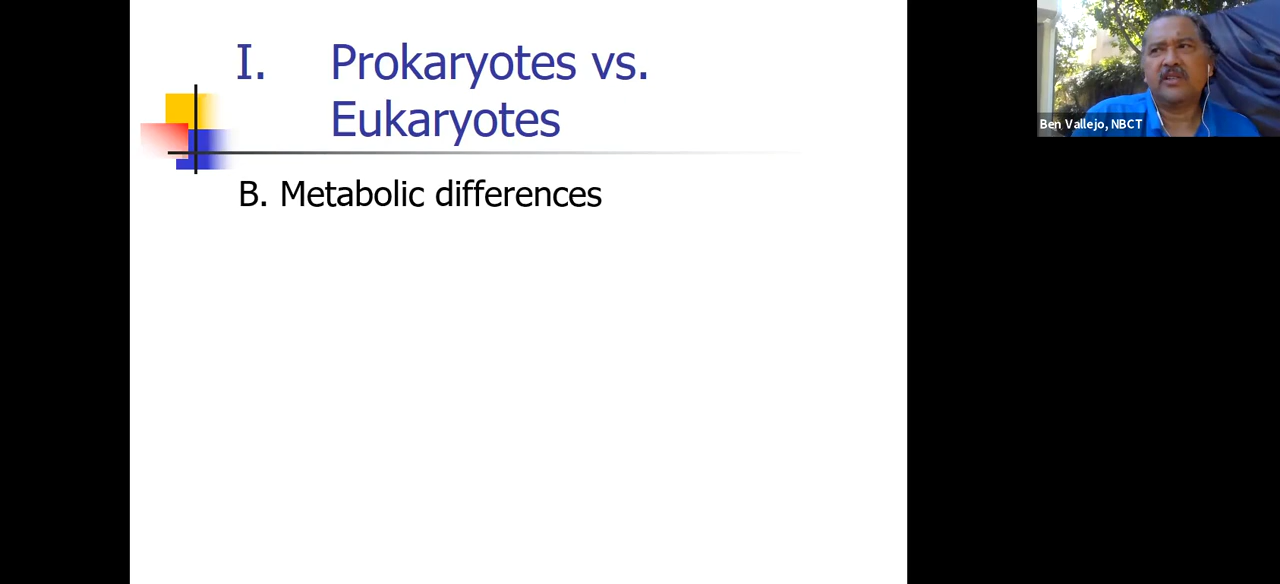 I. Prokaryotes vs.
Eukaryotes
B. Metabolic differences
Ben Vallejo, NBCT